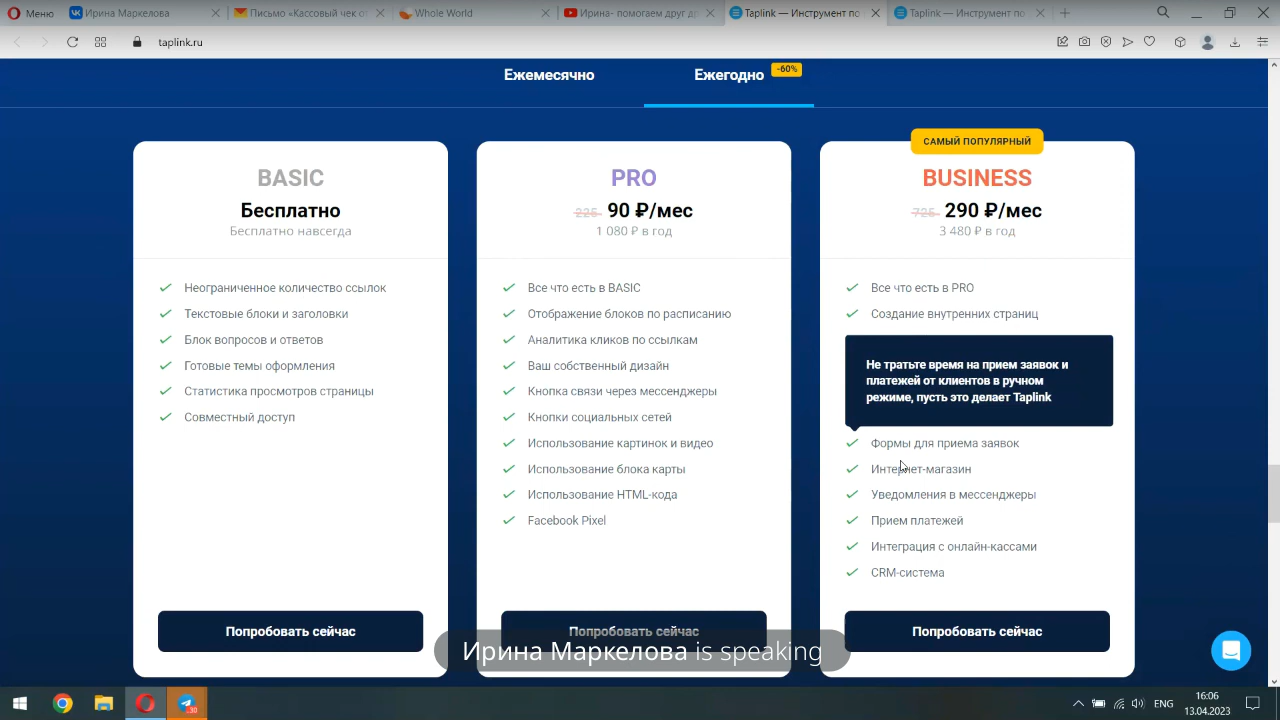 Меню
Ирина Маркелова
Письмо «Кассовый чек о
Whole World
Ирина- помогаем друг д
Taplink — Инструмент по
Taplink — Инструмент по
taplink.ru
Ежемесячно
Ежегодно
-60%
BASIC
Бесплатно
Бесплатно навсегда
Неограниченное количество ссылок
Текстовые блоки и заголовки
Блок вопросов и ответов
Готовые темы оформления
Статистика просмотров страницы
Совместный доступ
Попробовать сейчас
PRO
225 90 ₽/мес
1 080 ₽ в год
Все что есть в BASIC
Отображение блоков по расписанию
Аналитика кликов по ссылкам
Ваш собственный дизайн
Кнопка связи через мессенджеры
Кнопки социальных сетей
Использование картинок и видео
Использование блока карты
Использование HTML-кода
Facebook Pixel
Попробовать сейчас
САМЫЙ ПОПУЛЯРНЫЙ
BUSINESS
725 290 ₽/мес
3 480 ₽ в год
Все что есть в PRO
Создание внутренних страниц
Не тратьте время на прием заявок и
платежей от клиентов в ручном
режиме, пусть это делает Taplink
Формы для приема заявок
Интернет-магазин
Уведомления в мессенджеры
Прием платежей
Интеграция с онлайн-кассами
CRM-система
Попробовать сейчас
Ирина Маркелова is speaking
30
ENG
16:06
13.04.2023